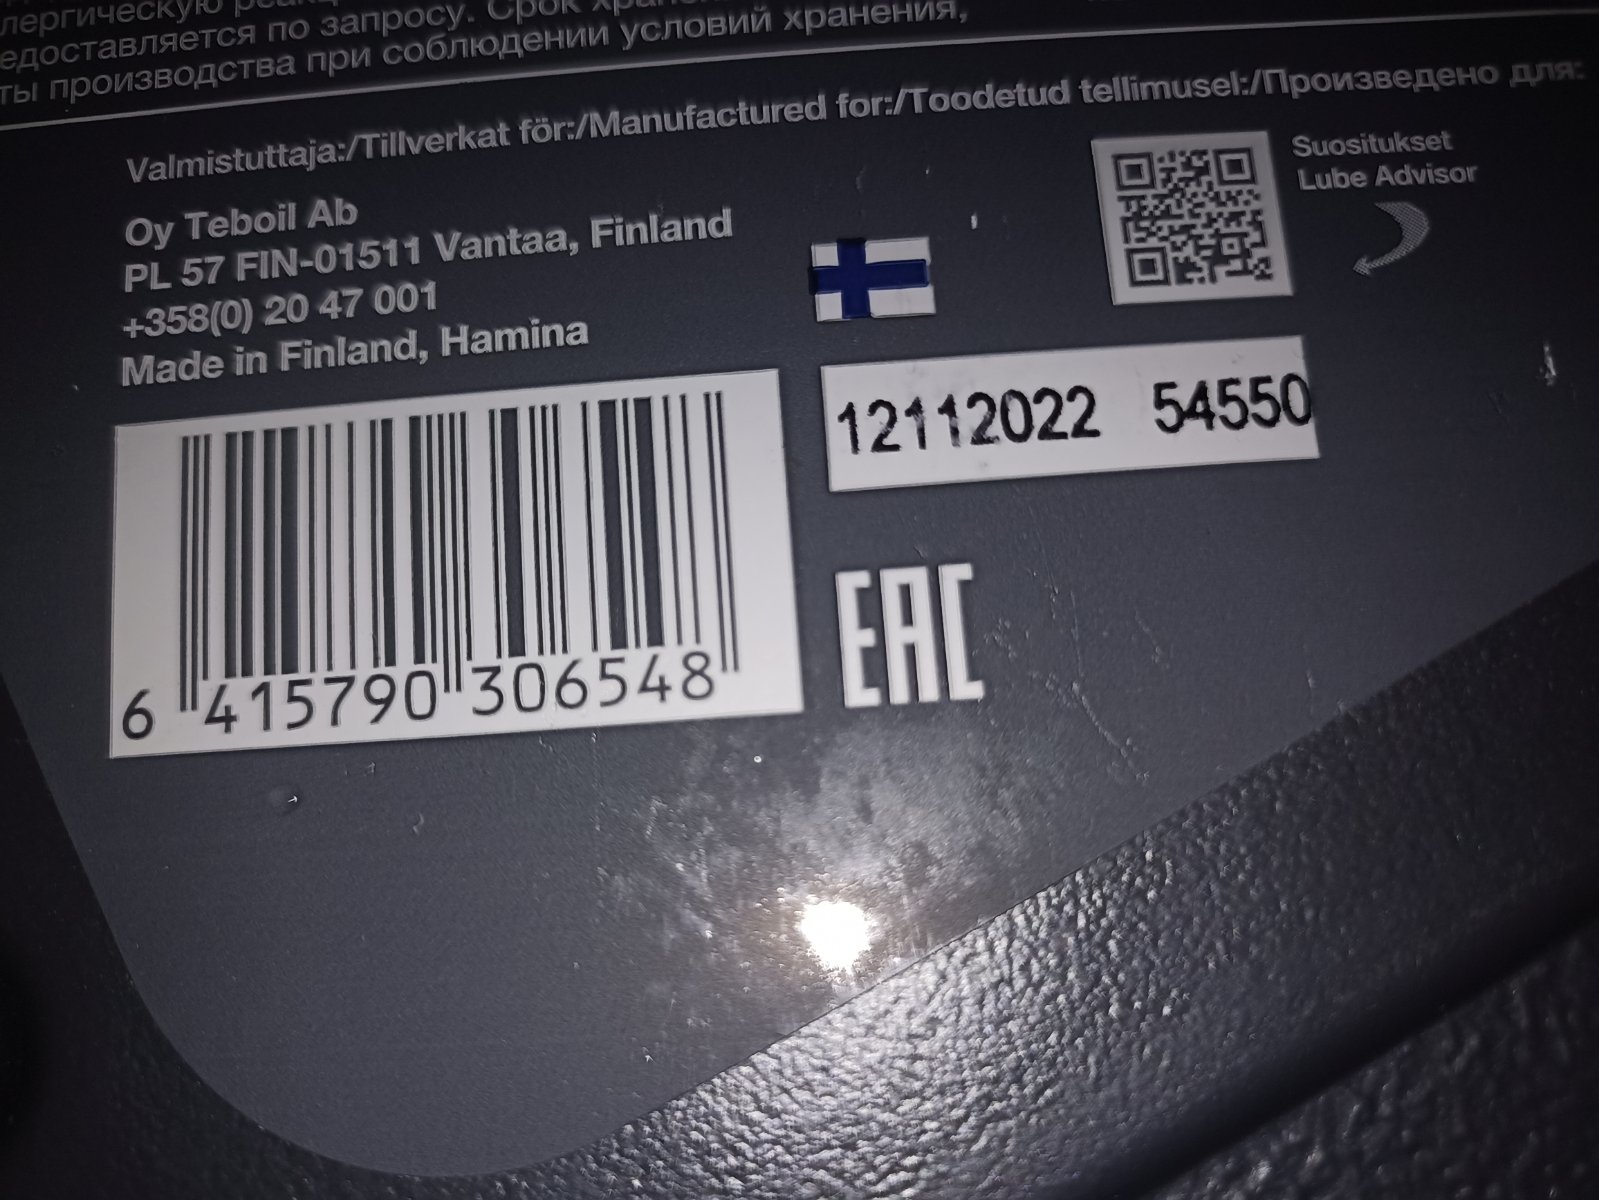 едоставляется по запросу. Срок
ты производства при соблюдении условий хранения,
Valmistuttaja:/Tillverkat för:/Manufactured for:/Toodetud tellimusel:/Произведено для:
Oy Teboil Ab
PL 57 FIN-01511 Vantaa, Finland
+358(0) 20 47 001
Made in Finland, Hamina
Suositukset
Lube Advisor
12112022 54550
6 415790 306548
EAC